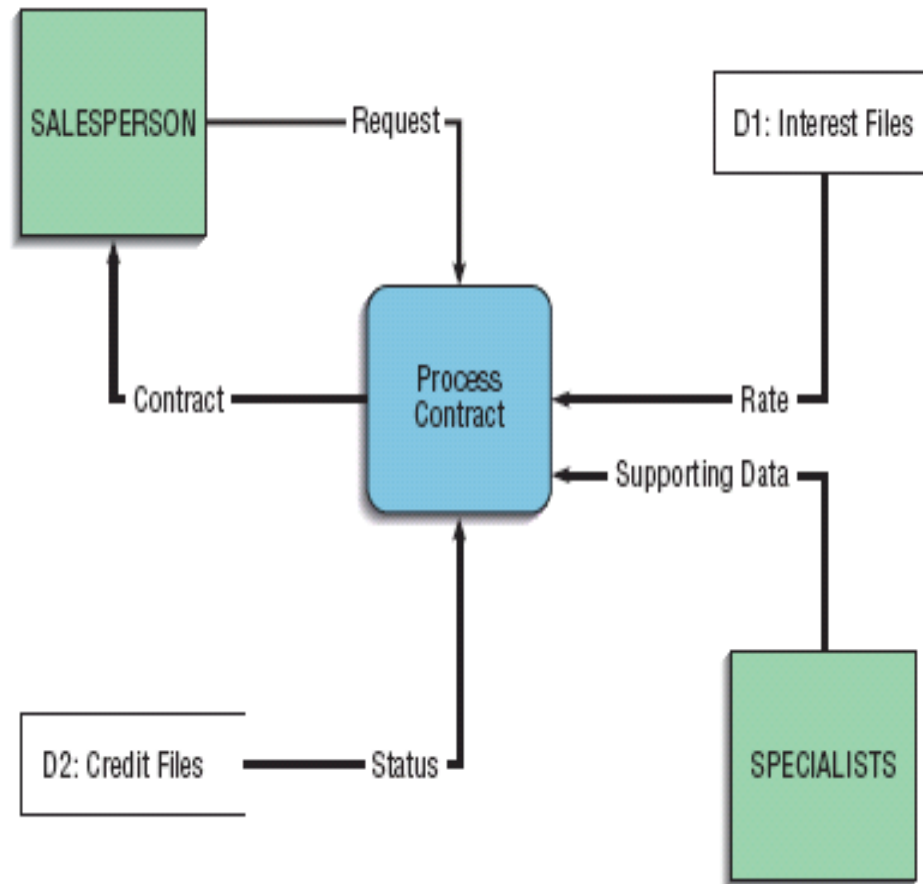 SALESPERSON
Request
D1: Interest Files
Process
Contract
Contract
Rate
Supporting Data
D2: Credit Files
Status
SPECIALISTS